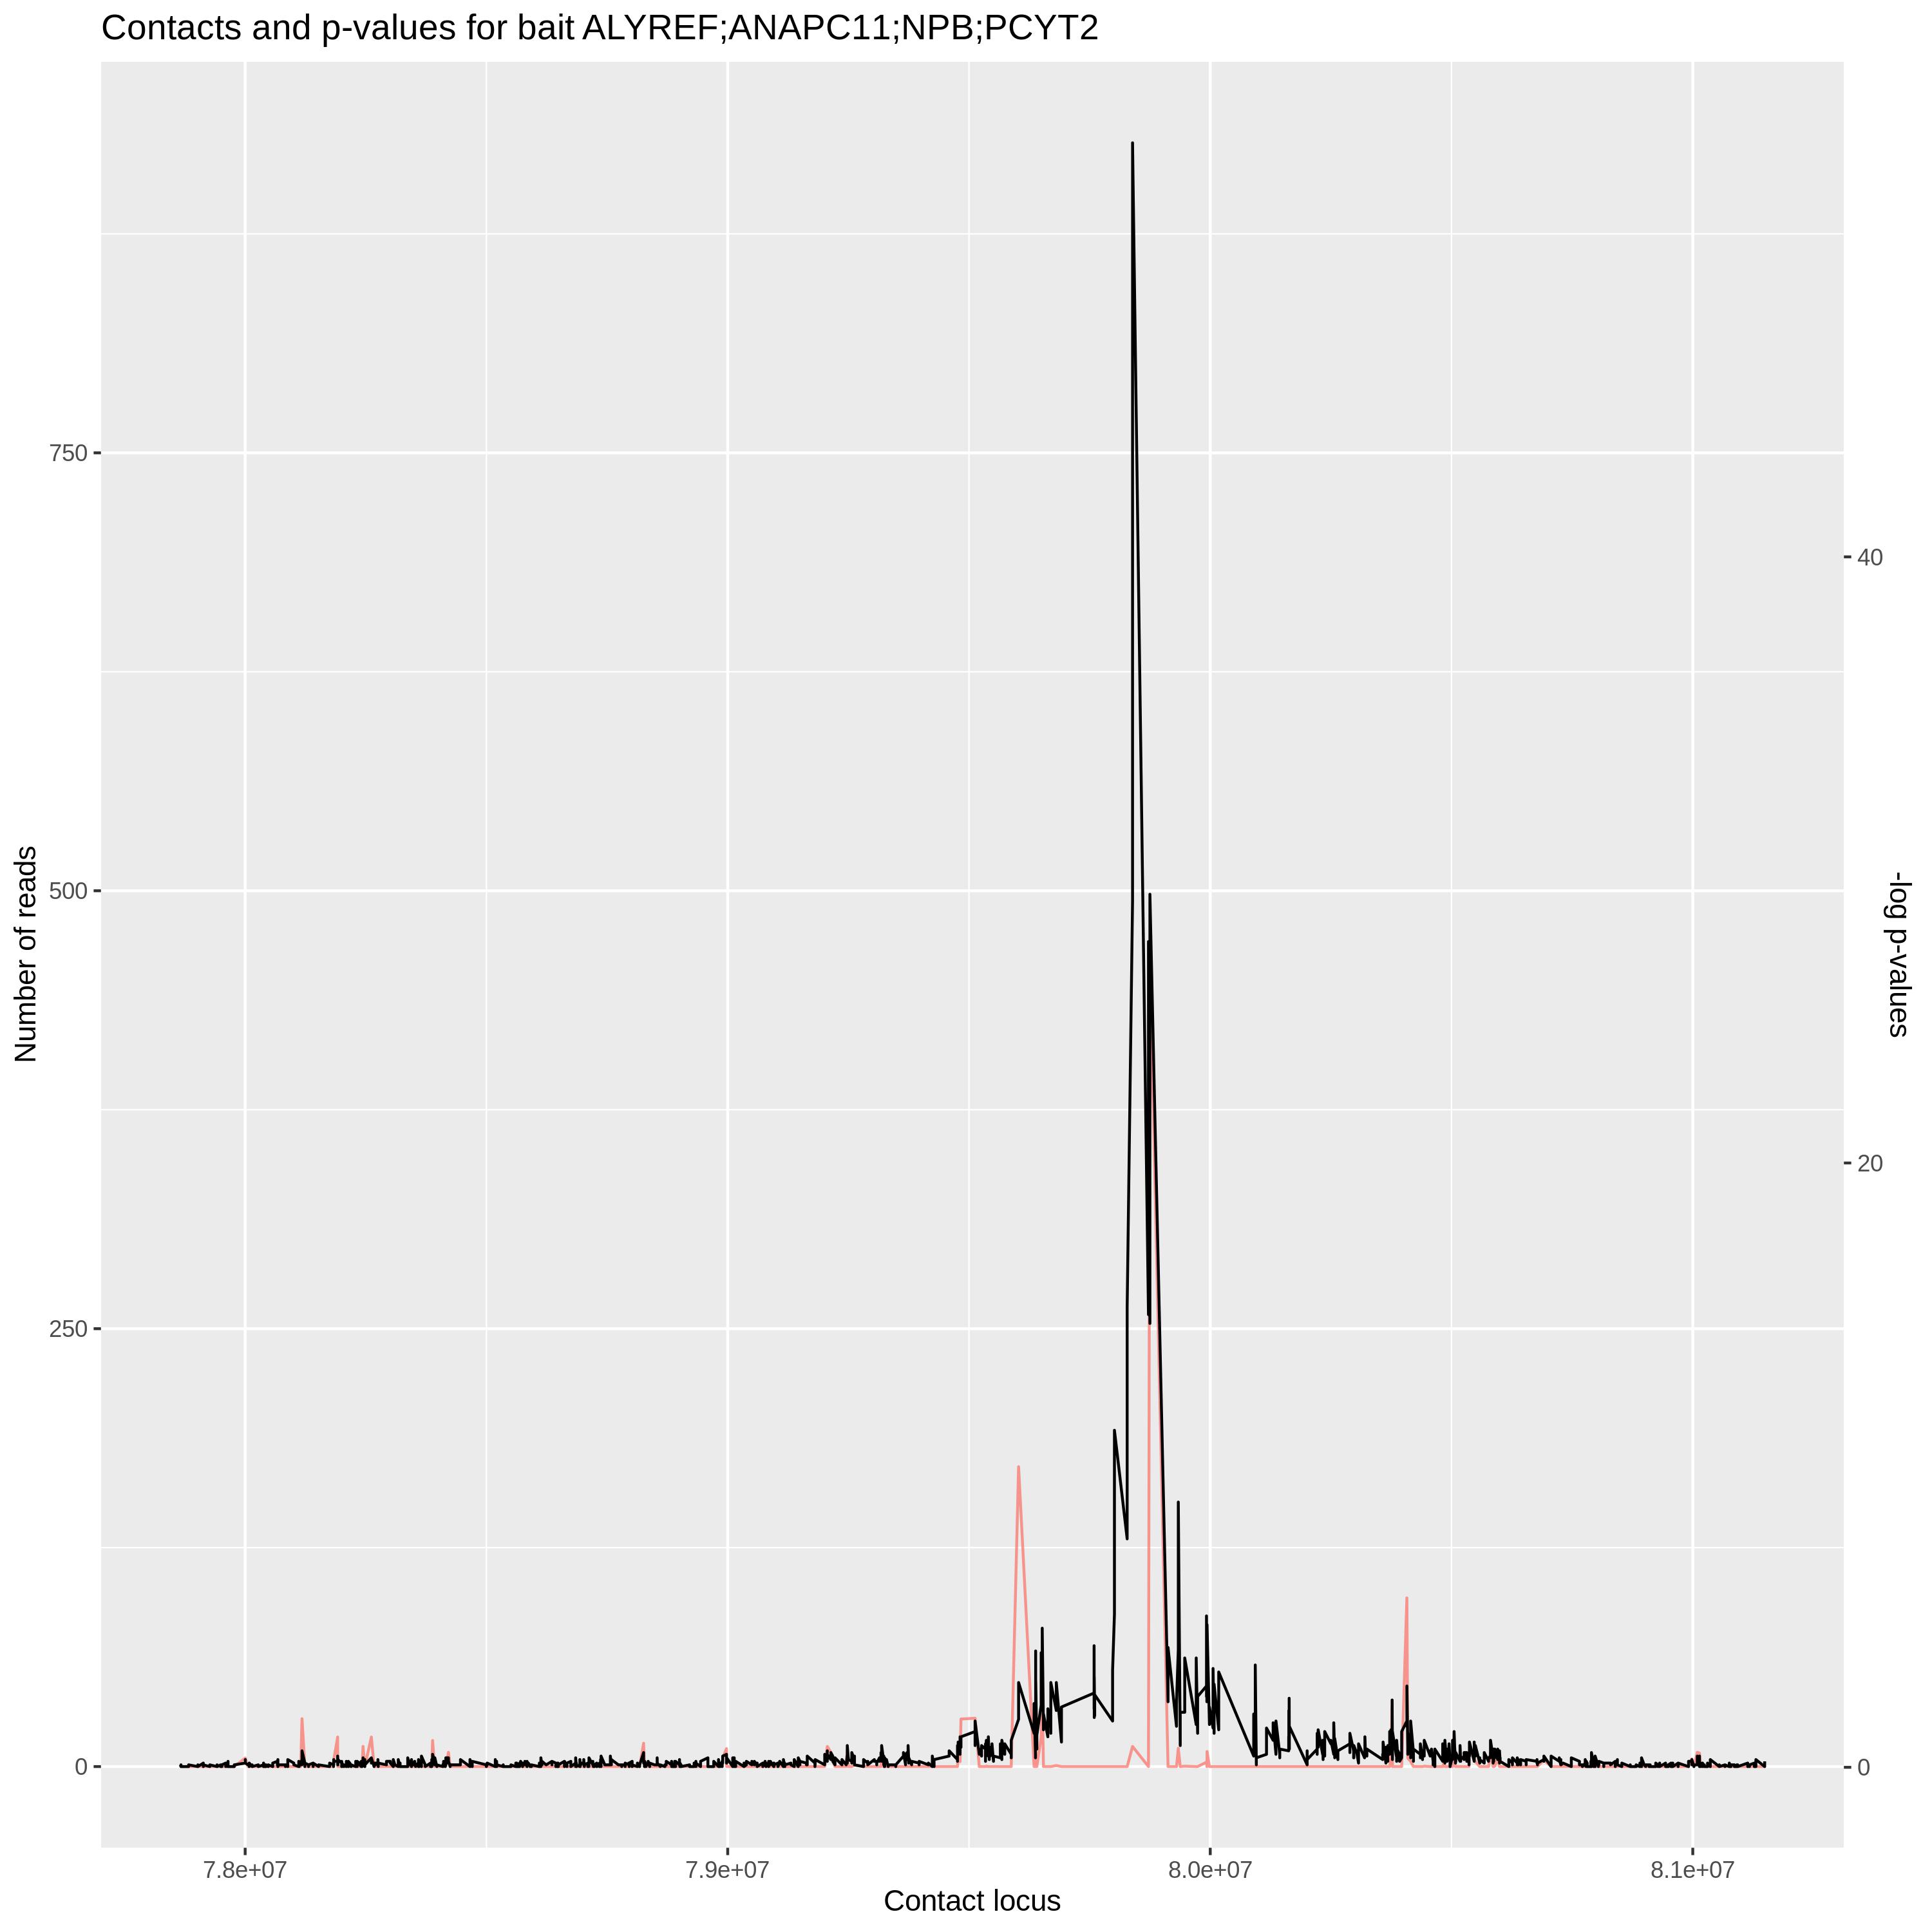 Contacts and p-values for bait ALYREF;ANAPC11;NPB;PCYT2
750
500
250
0
Number of reads
40
20
0
-log p-values
7.8e+07
7.9e+07
8.0e+07
8.1e+07
Contact locus